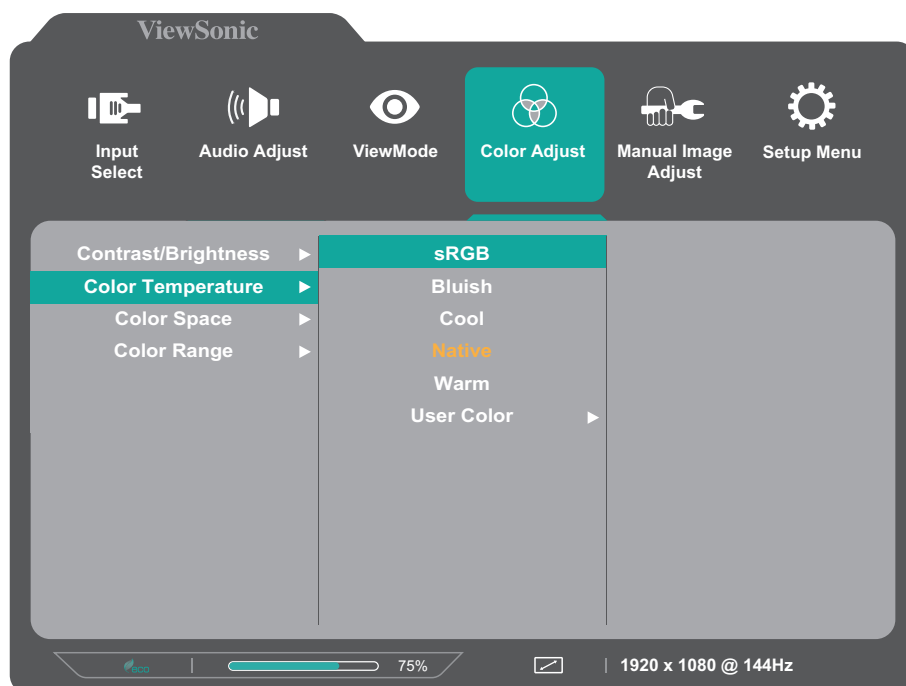 ViewSonic
Input
Select
Audio Adjust
ViewMode
Color Adjust
Manual Image
Adjust
Setup Menu
Contrast/Brightness
Color Temperature
Color Space
Color Range
sRGB
Bluish
Cool
Native
Warm
User Color
ECO
75%
1920 x 1080 @ 144Hz